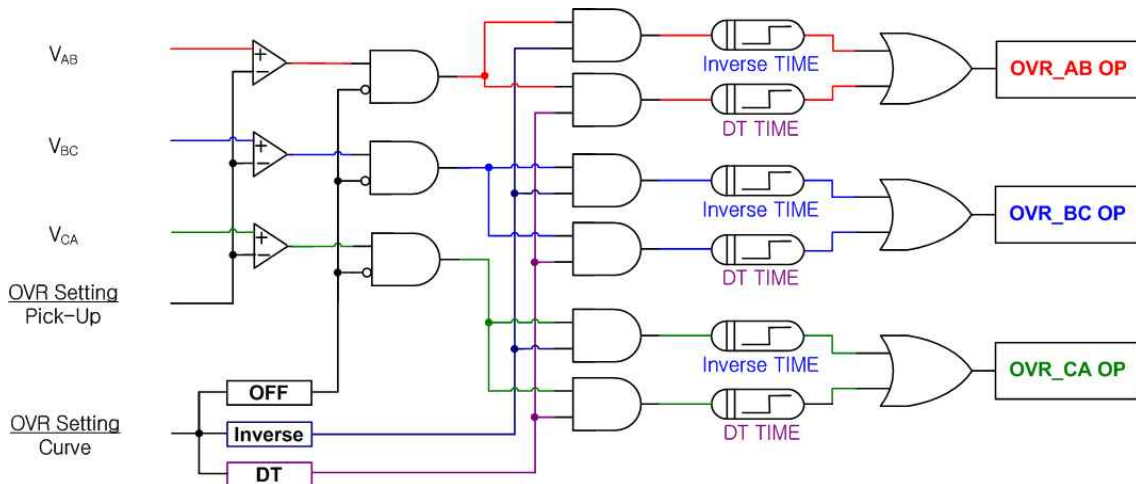 VAB
Inverse TIME
OVR_AB OP
DT TIME
VBC
Inverse TIME
OVR_BC OP
DT TIME
VCA
OVR Setting
Pick-Up
Inverse TIME
OVR_CA OP
DT TIME
OVR Setting
Curve
OFF
Inverse
DT